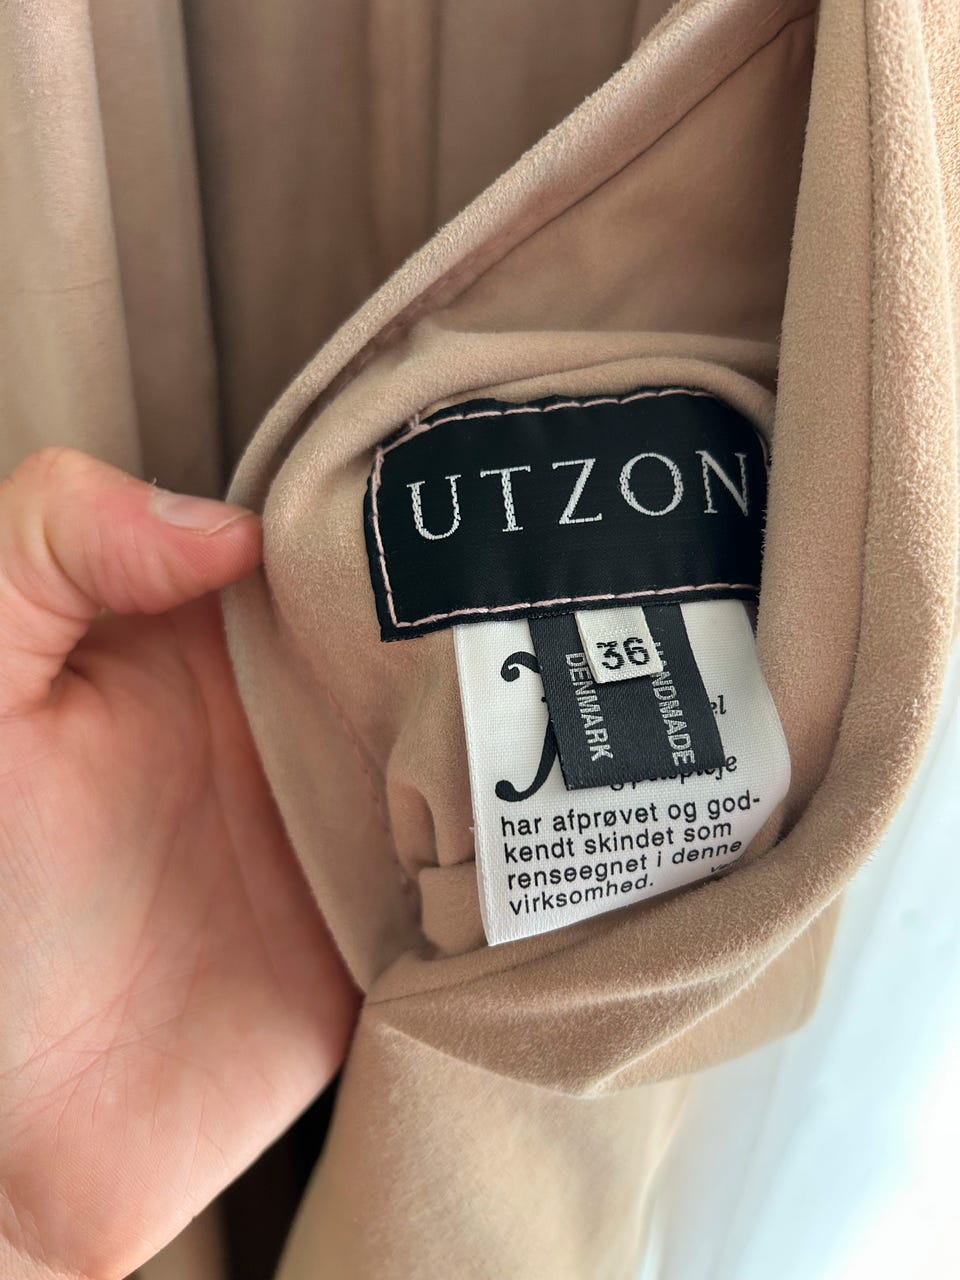 UTZON
36
HANDMADE
DENMARK
har afprøvet og god-
kendt skindet som
renseegnet i denne
virksomhed.